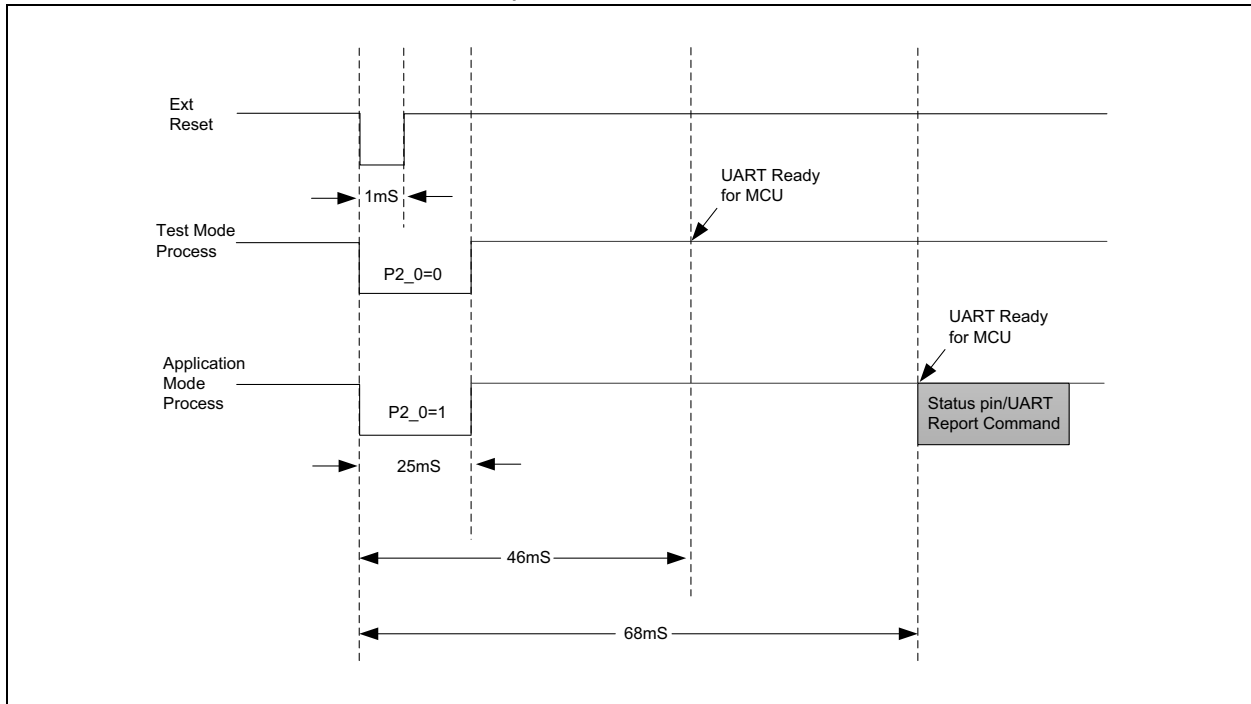 Ext
Reset
1mS
UART Ready
for MCU
Test Mode
Process
P2_0=0
UART Ready
for MCU
Application
Mode
Process
P2_0=1
Status pin/UART
Report Command
25mS
46mS
68mS